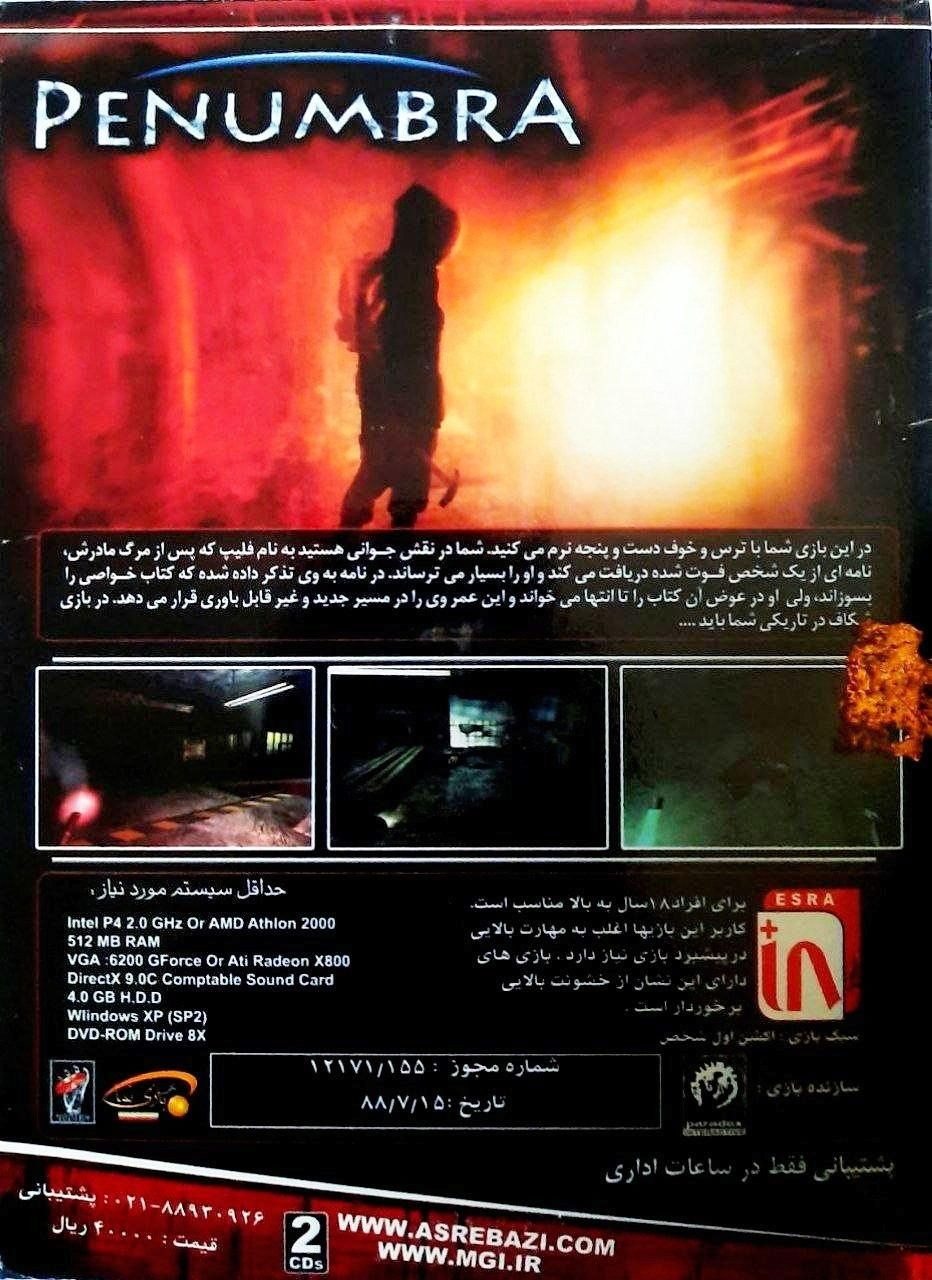 PENUMBRA
در این بازی شما با ترس و خوف دست و پنجه نرم می کنید. شما در نقش جـوانی هستید به نام فلیپ که پس از مرگ مادرش،
نامه ای از یک شخص فـوت شده دریافت می کند و او را بسیار می ترساند. در نامه به وی تذکر داده شده که کتاب خـواصی را
بسوزاند، ولی او در عوض آن کتاب را تا انتها می خواند و این عمر وی را در مسیر جدید و غیر قابل باوری قرار می دهد. در بازی
در تاریکی شما باید ....
حداقل سیستم مورد نیاز:
Intel P4 2.0 GHz Or AMD Athlon 2000
512 MB RAM
VGA :6200 GForce Or Ati Radeon X800
DirectX 9.0C Comptable Sound Card
4.0 GB H.D.D
Wlindows XP (SP2)
DVD-ROM Drive 8X
ESRA
+۱۸
برای افراد ۱۸سال به بالا مناسب است.
کاربر این بازیها اغلب به مهارت بالایی
در پیشبرد بازی نیاز دارد . بازی های
دارای این نشان از خشونت بالایی
برخوردار است .
سبک بازی : اکشن اول شخص
سازنده بازی :
paradox
INTERACTIVE
شماره مجوز : ۱۲۱۷۱/۱۵۵
تاریخ :۸۸/۷/۱۵
پشتیبانی فقط در ساعات اداری
پشتیبانی : ۰۲۱-۸۸۹۳۰۹۲۶
قیمت : ۴۰۰۰۰ ریال
2
CDs
WWW.ASREBAZI.COM
WWW.MGI.IR